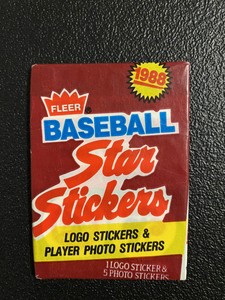 1988
FLEER®
BASEBALL
Star
Stickers
LOGO STICKERS &
PLAYER PHOTO STICKERS
1 LOGO STICKER &
5 PHOTO STICKERS